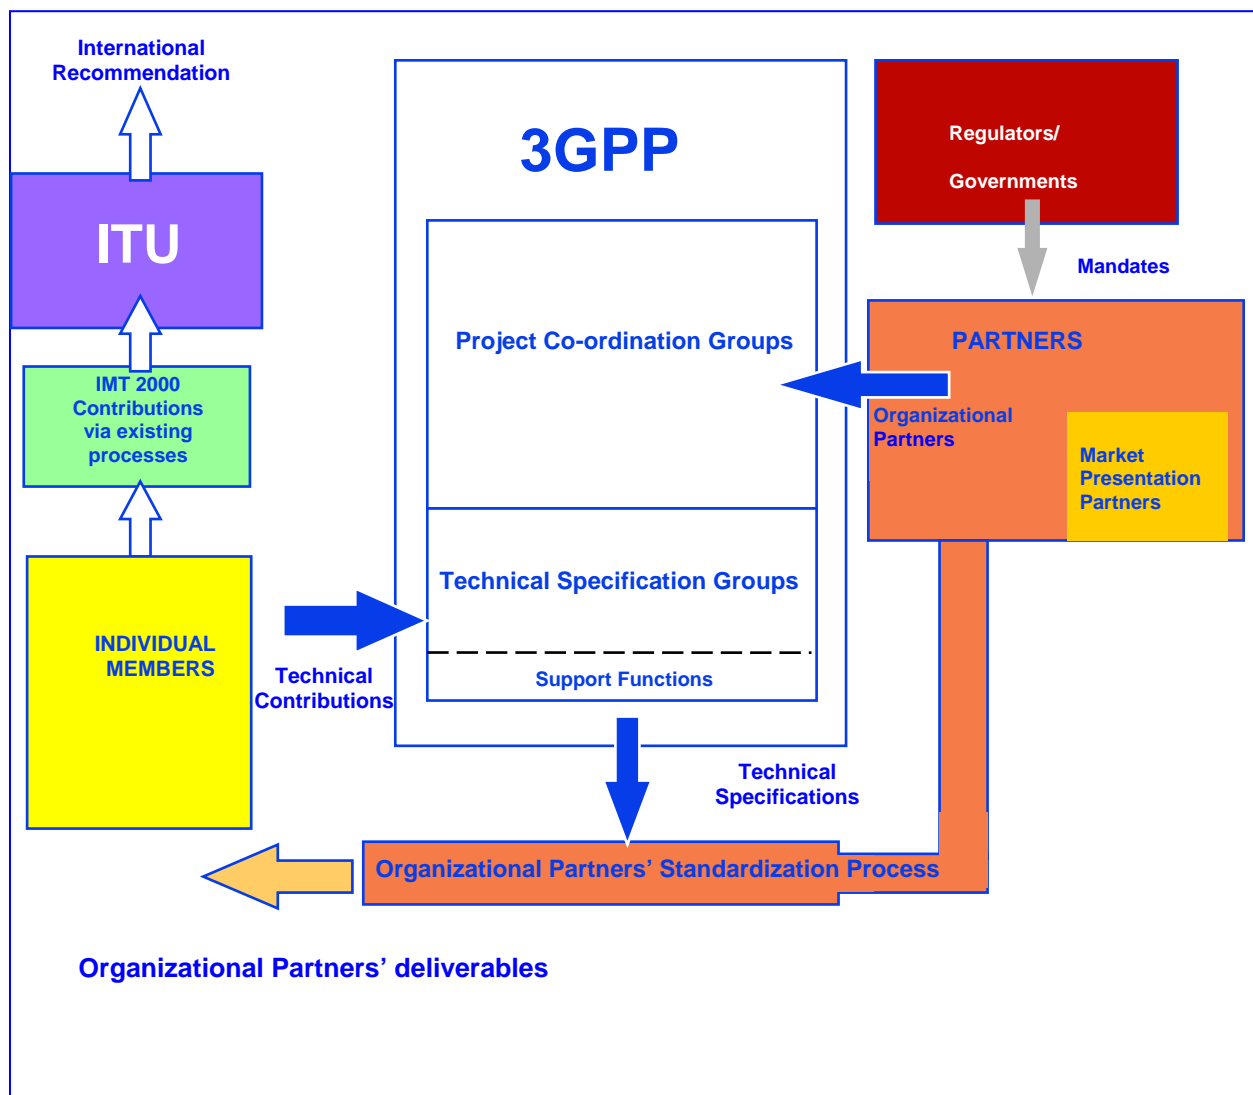 International
Recommendation
ITU
IMT 2000
Contributions
via existing
processes
INDIVIDUAL
MEMBERS
Technical
Contributions
3GPP
Project Co-ordination Groups
Technical Specification Groups
Support Functions
Regulators/
Governments
Mandates
PARTNERS
Organizational
Partners
Market
Presentation
Partners
Technical
Specifications
Organizational Partners’ Standardization Process
Organizational Partners’ deliverables